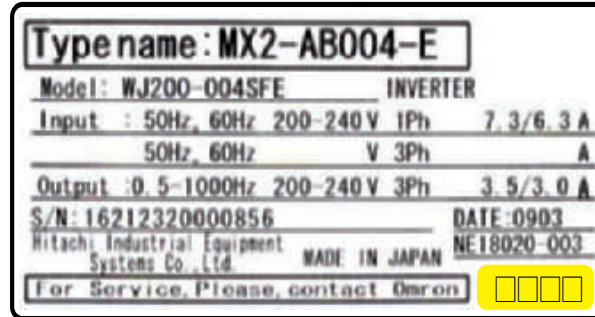 Type name: MX2-AB004-E
Model: WJ200-004SFE INVERTER
Input : 50Hz, 60Hz 200-240 V 1Ph 7.3/6.3 A
50Hz, 60Hz V 3Ph A
Output :0.5-1000Hz 200-240 V 3Ph 3.5/3.0 A
S/N: 16212320000856 DATE:0903
Hitachi Industrial Equipment
Systems Co., Ltd. MADE IN JAPAN NE18020-003
For Service, Please, contact Omron □□□□